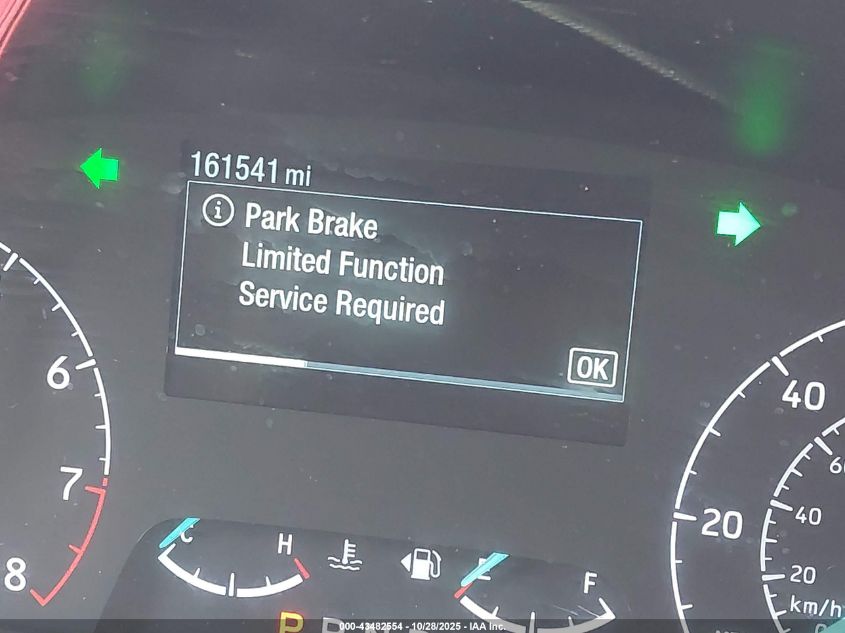 161541 mi
i Park Brake
Limited Function
Service Required
OK
6
7
8
40
20
60
40
20
km/h
C H
E F
P R N
000-43482554 - 10/28/2025 - IAA Inc.